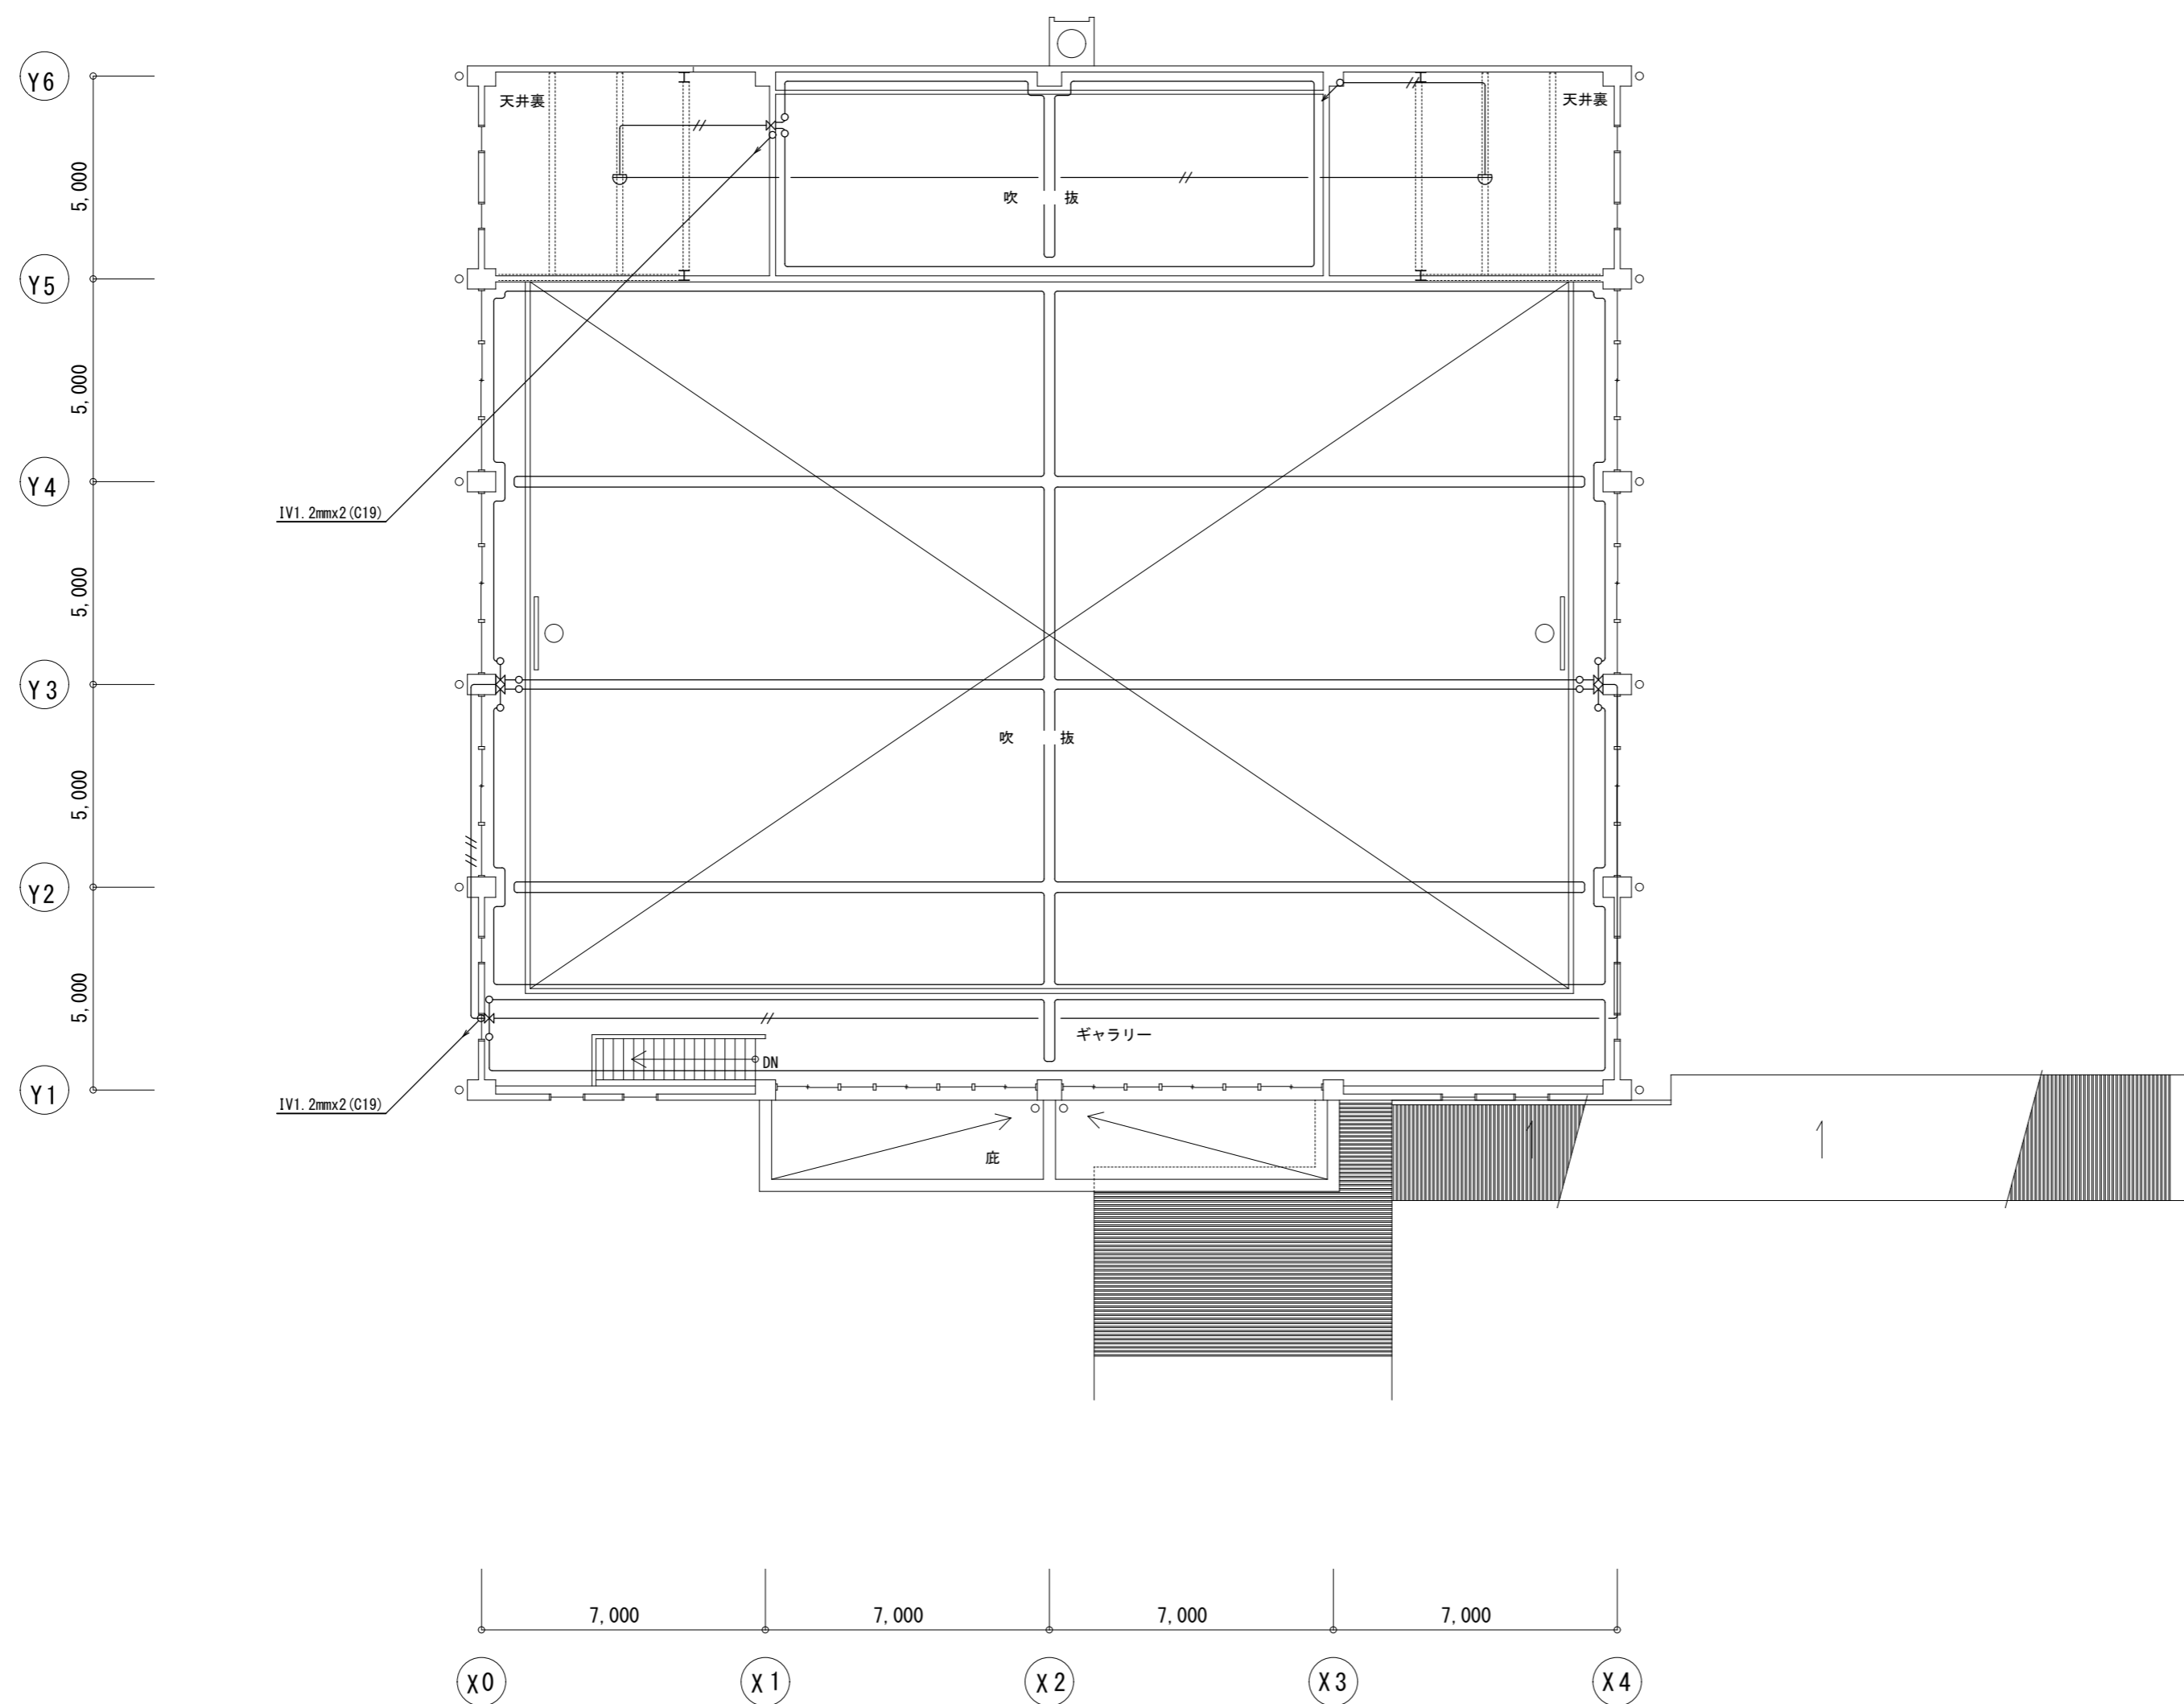 Y6
天井裏
天井裏
5,000
吹 抜
Y5
5,000
Y4
IV1.2mmx2(C19)
5,000
Y3
吹 抜
5,000
Y2
5,000
ギャラリー
DN
Y1
IV1.2mmx2(C19)
庇
7,000
7,000
7,000
7,000
X0
X1
X2
X3
X4